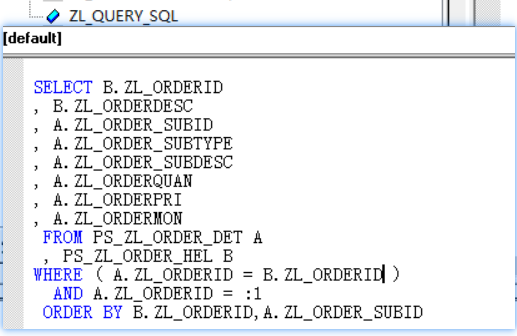 ZL_QUERY_SQL
[default]
SELECT B.ZL_ORDERID
, B.ZL_ORDERDESC
, A.ZL_ORDER_SUBID
, A.ZL_ORDER_SUBTYPE
, A.ZL_ORDER_SUBDESC
, A.ZL_ORDERQUAN
, A.ZL_ORDERPRI
, A.ZL_ORDERMON
FROM PS_ZL_ORDER_DET A
, PS_ZL_ORDER_HEL B
WHERE ( A.ZL_ORDERID = B.ZL_ORDERID )
AND A.ZL_ORDERID = :1
ORDER BY B.ZL_ORDERID,A.ZL_ORDER_SUBID